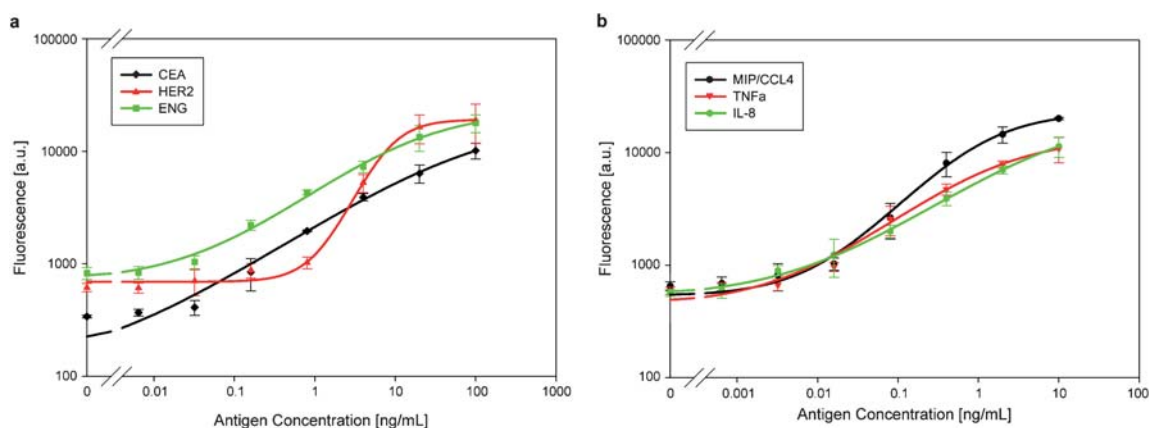 a
100000
10000
1000
100
Fluorescence [a.u.]
CEA
HER2
ENG
0 0.01 0.1 1 10 100 1000
Antigen Concentration [ng/mL]
b
100000
10000
1000
100
Fluorescence [a.u.]
MIP/CCL4
TNFa
IL-8
0 0.001 0.01 0.1 1 10 100
Antigen Concentration [ng/mL]